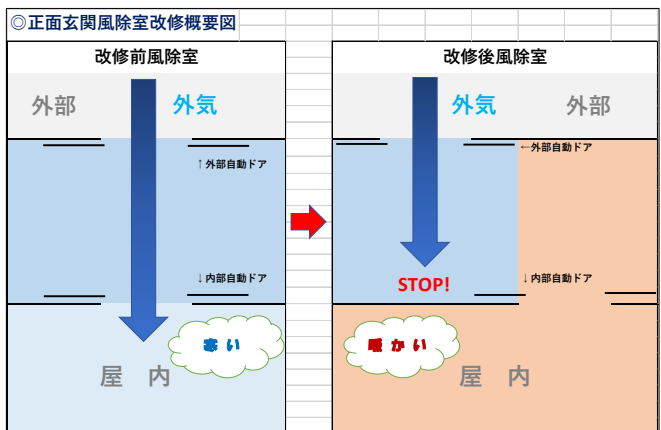 ◎正面玄関風除室改修概要図
改修前風除室
改修後風除室
外部
外気
外気
外部
↑外部自動ドア
←外部自動ドア
↓内部自動ドア
↓内部自動ドア
STOP!
寒い
暖かい
屋 内
屋 内